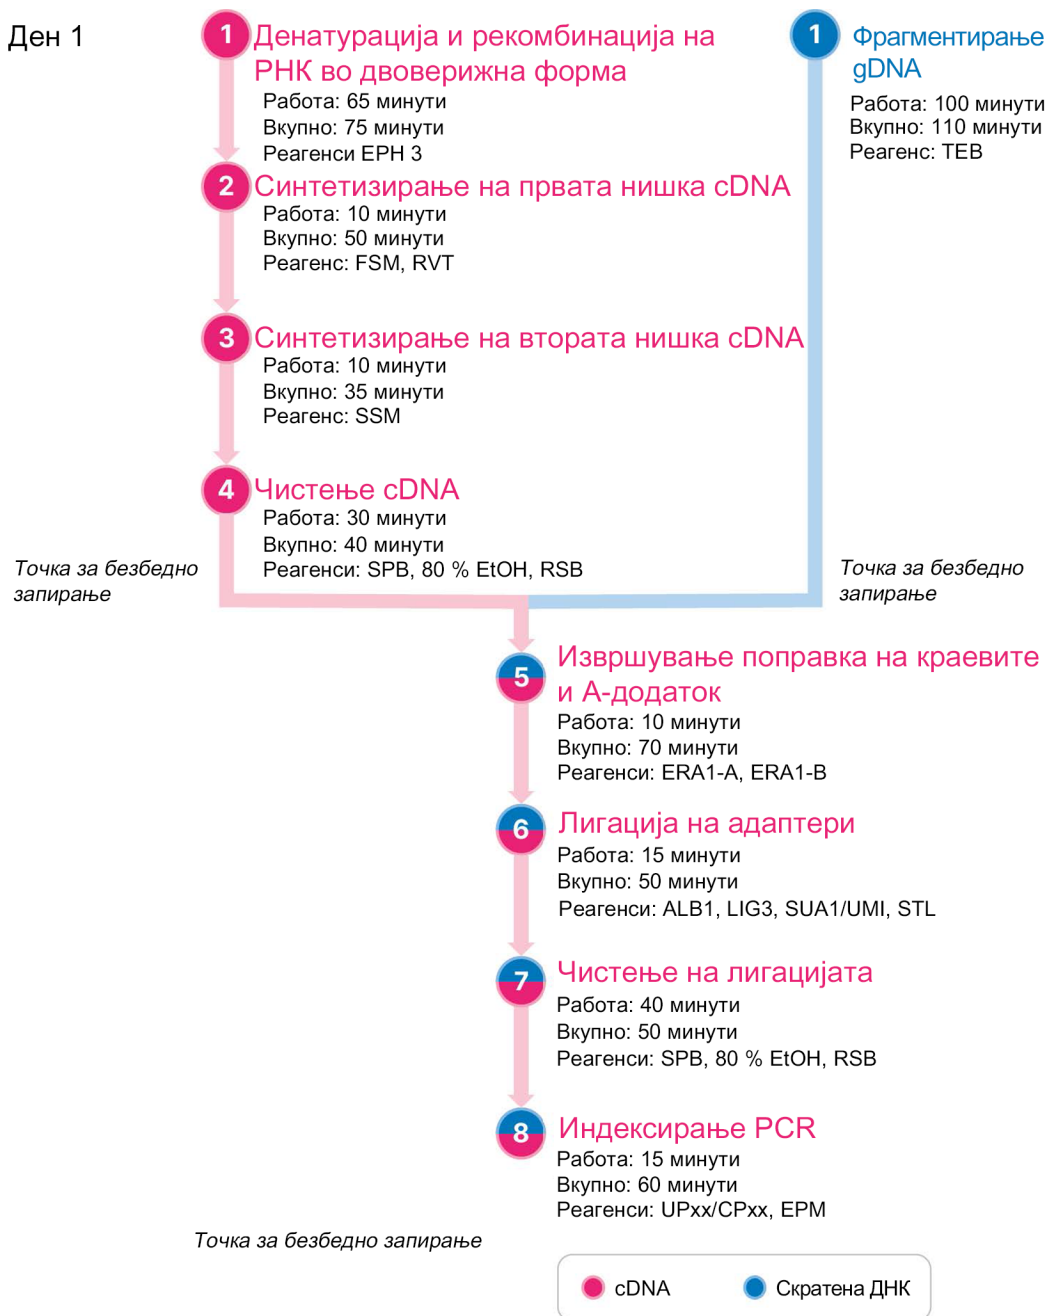 Ден 1
1
Денатурација и рекомбинација на
РНК во двоверижна форма
Работа: 65 минути
Вкупно: 75 минути
Реагенси EPH 3
1
Фрагментирање
gDNA
Работа: 100 минути
Вкупно: 110 минути
Реагенс: TEB
2
Синтетизирање на првата нишка cDNA
Работа: 10 минути
Вкупно: 50 минути
Реагенс: FSM, RVT
3
Синтетизирање на втората нишка cDNA
Работа: 10 минути
Вкупно: 35 минути
Реагенс: SSM
4
Чистење cDNA
Работа: 30 минути
Вкупно: 40 минути
Реагенси: SPB, 80 % EtOH, RSB
Точка за безбедно
запирање
Точка за безбедно
запирање
5
Извршување поправка на краевите
и А-додаток
Работа: 10 минути
Вкупно: 70 минути
Реагенси: ERA1-A, ERA1-B
6
Лигација на адаптери
Работа: 15 минути
Вкупно: 50 минути
Реагенси: ALB1, LIG3, SUA1/UMI, STL
7
Чистење на лигацијата
Работа: 40 минути
Вкупно: 50 минути
Реагенси: SPB, 80 % EtOH, RSB
8
Индексирање PCR
Работа: 15 минути
Вкупно: 60 минути
Реагенси: UPxx/CPxx, EPM
Точка за безбедно запирање
cDNA
Скратена ДНК